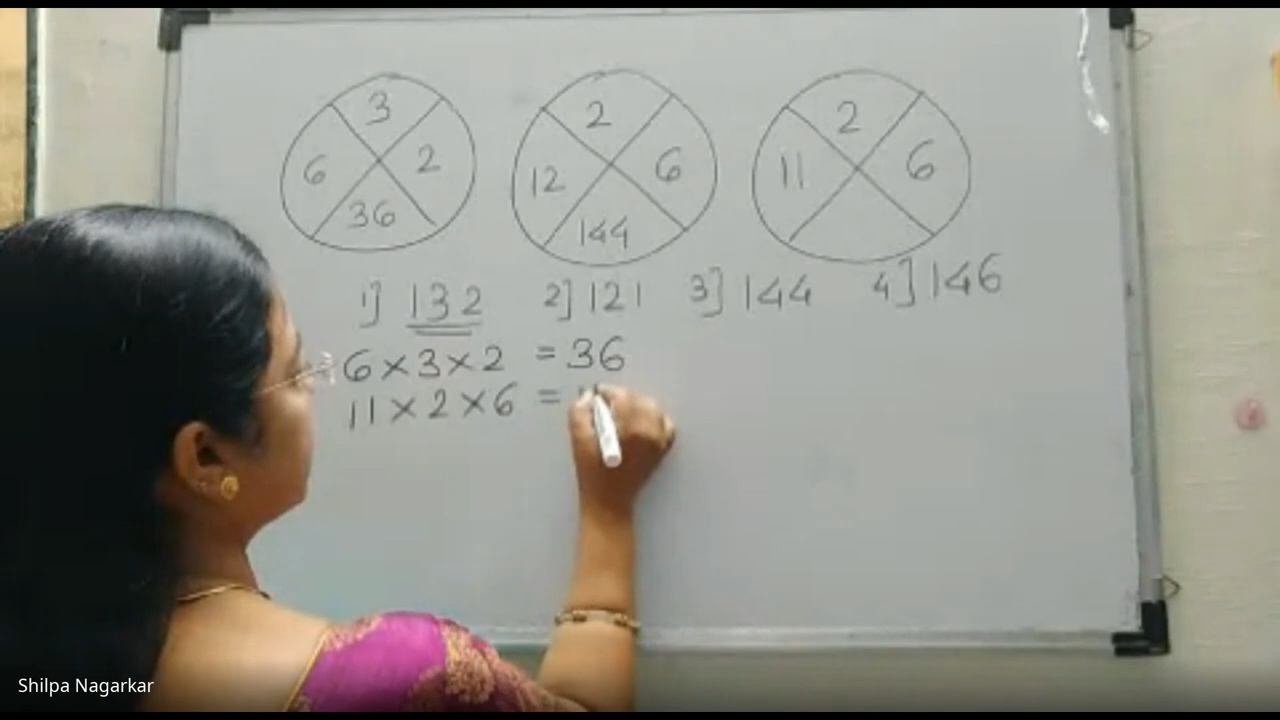 3
6 2
36
2
12 6
144
2
11 6
1] 132 2] 121 3] 144 4] 146
6 × 3 × 2 = 36
11 × 2 × 6 =
Shilpa Nagarkar